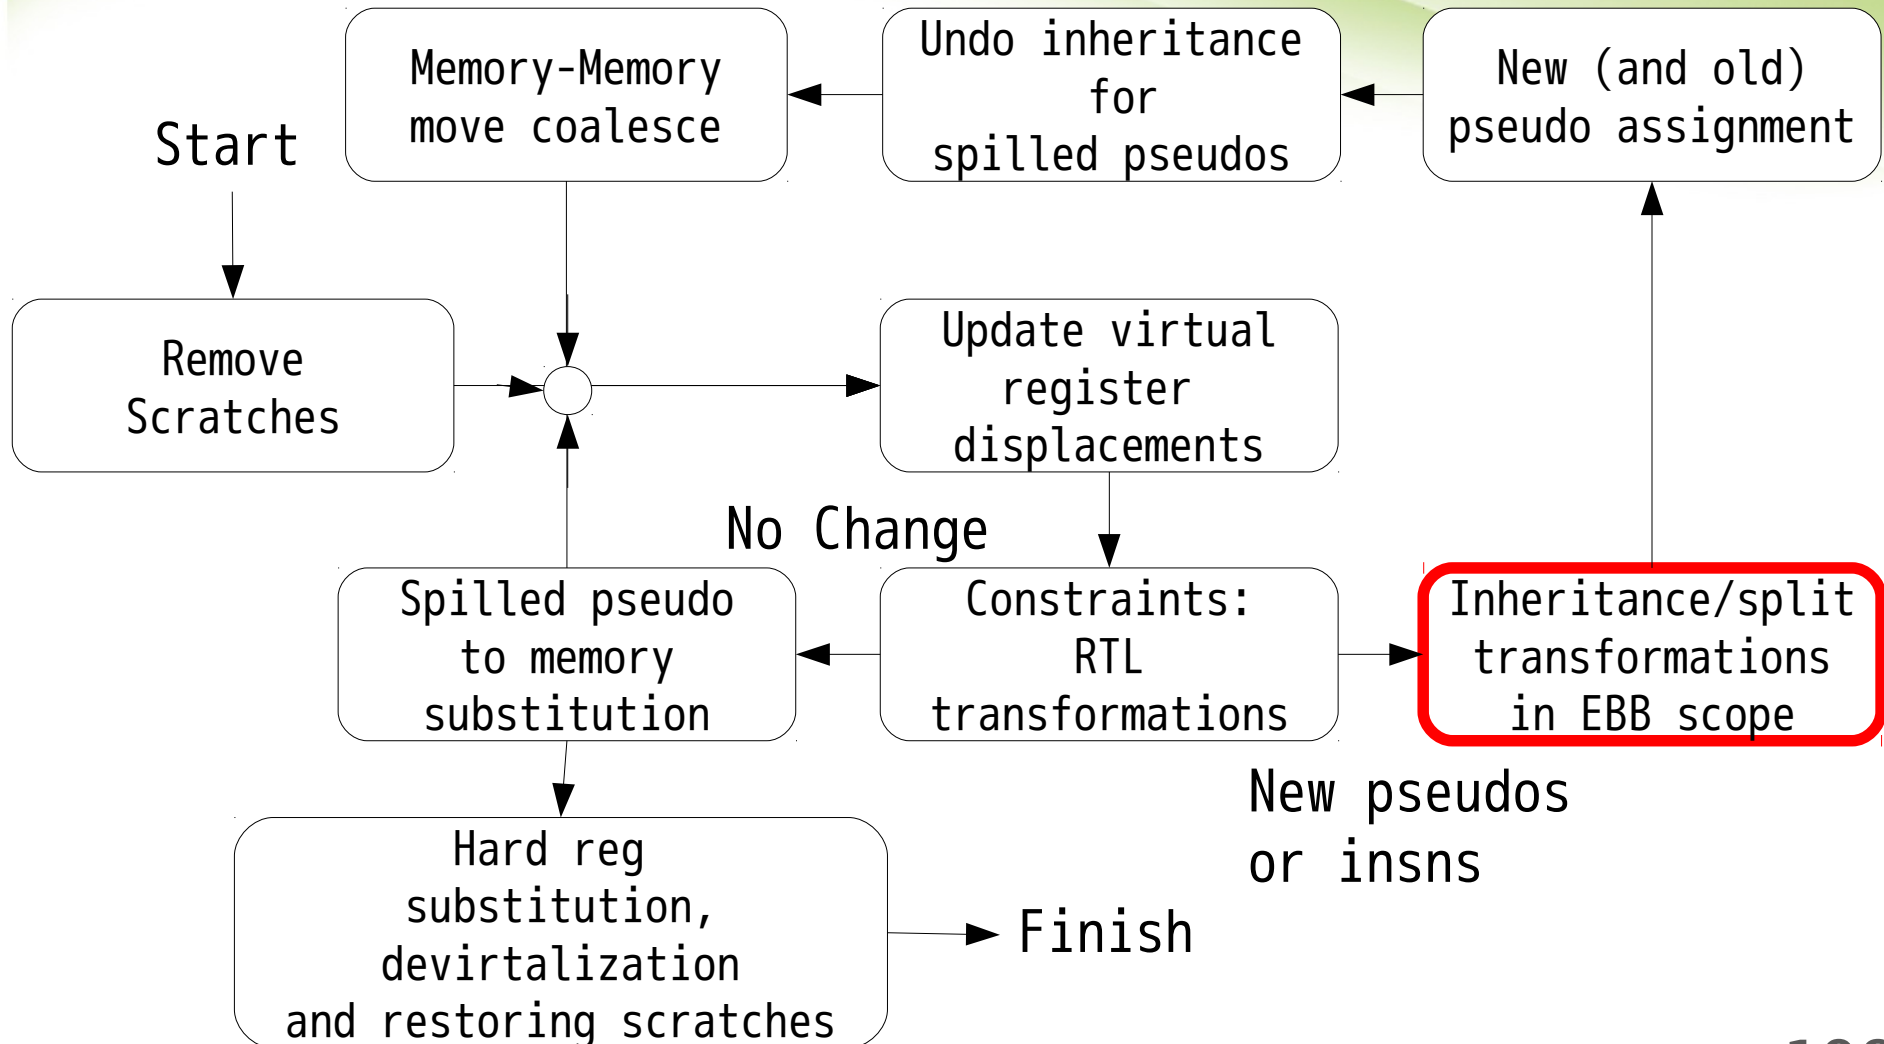 Start
Memory-Memory
move coalesce
Undo inheritance
for
spilled pseudos
New (and old)
pseudo assignment
Remove
Scratches
Update virtual
register
displacements
No Change
Spilled pseudo
to memory
substitution
Constraints:
RTL
transformations
Inheritance/split
transformations
in EBB scope
New pseudos
or insns
Hard reg
substitution,
devirtalization
and restoring scratches
Finish